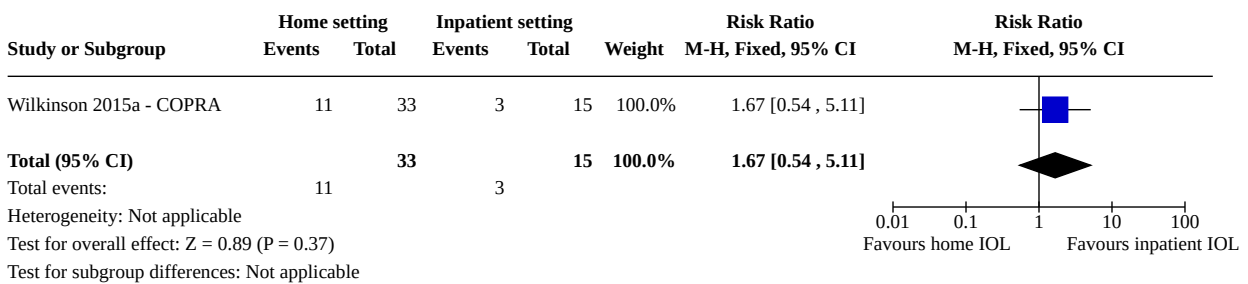 Home setting Inpatient setting Risk Ratio Risk Ratio
Study or Subgroup Events Total Events Total Weight M-H, Fixed, 95% CI M-H, Fixed, 95% CI
Wilkinson 2015a - COPRA 11 33 3 15 100.0% 1.67 [0.54 , 5.11]
Total (95% CI) 33 15 100.0% 1.67 [0.54 , 5.11]
Total events: 11 3
Heterogeneity: Not applicable
0.01 0.1 1 10 100
Test for overall effect: Z = 0.89 (P = 0.37) Favours home IOL Favours inpatient IOL
Test for subgroup differences: Not applicable